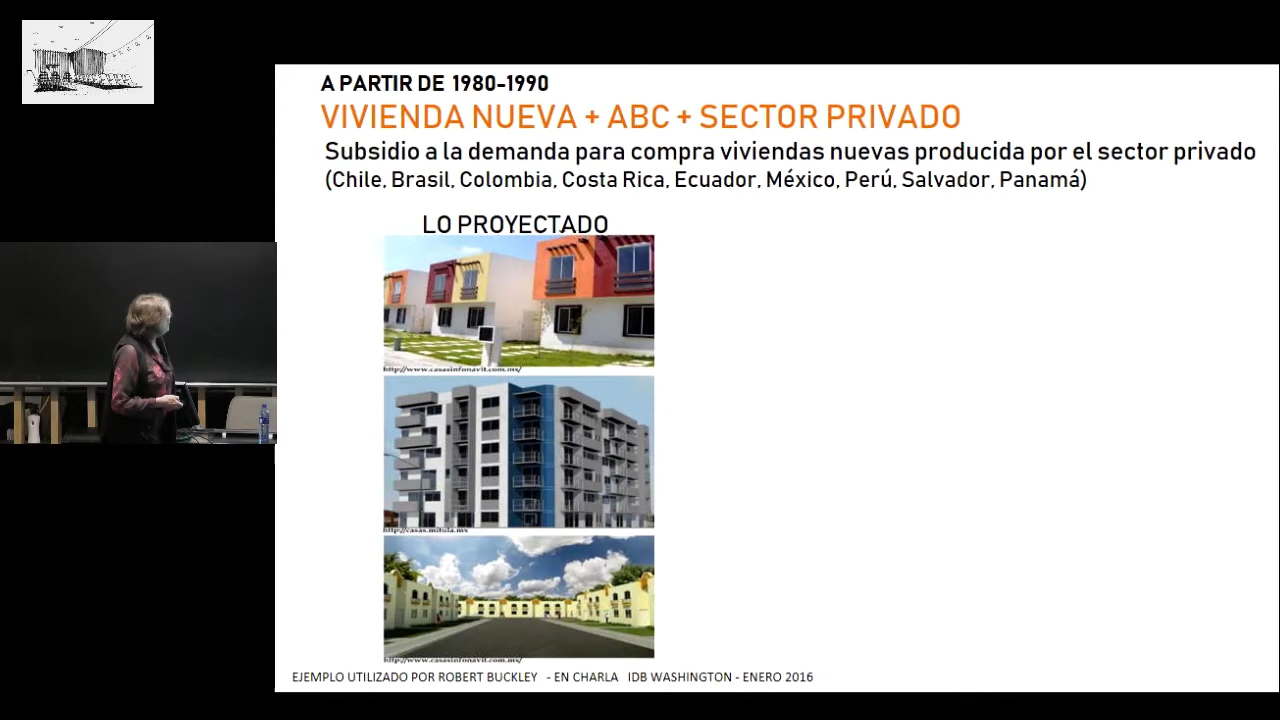 A PARTIR DE 1980-1990
VIVIENDA NUEVA + ABC + SECTOR PRIVADO
Subsidio a la demanda para compra viviendas nuevas producida por el sector privado
(Chile, Brasil, Colombia, Costa Rica, Ecuador, México, Perú, Salvador, Panamá)
LO PROYECTADO
http://www.casasinfonavit.com.mx/
http://casas.mitula.mx
http://www.casasinfonavit.com.mx/
EJEMPLO UTILIZADO POR ROBERT BUCKLEY - EN CHARLA IDB WASHINGTON - ENERO 2016